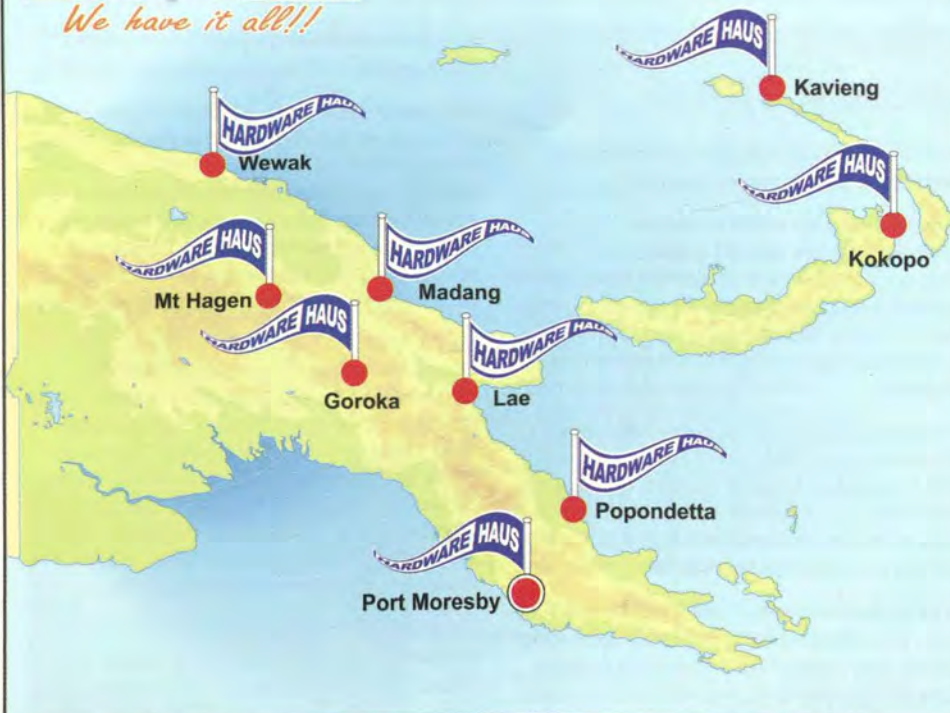 We have it all!!
HARDWARE HAUS
Kavieng
HARDWARE HAUS
Wewak
HARDWARE HAUS
Kokopo
HARDWARE HAUS
Mt Hagen
HARDWARE HAUS
Madang
HARDWARE HAUS
Goroka
HARDWARE HAUS
Lae
HARDWARE HAUS
Popondetta
HARDWARE HAUS
Port Moresby